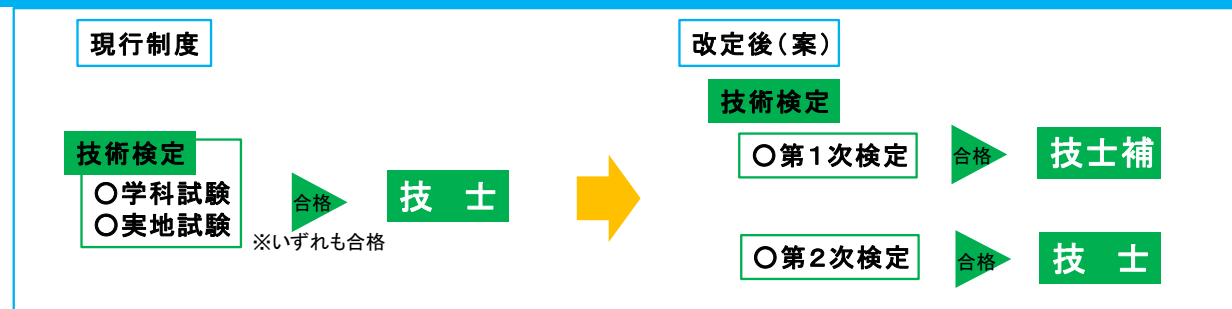 現行制度
技術検定
〇学科試験
〇実地試験
合格
※いずれも合格
技 士
改定後(案)
技術検定
〇第1次検定
合格
技士補
〇第2次検定
合格
技 士